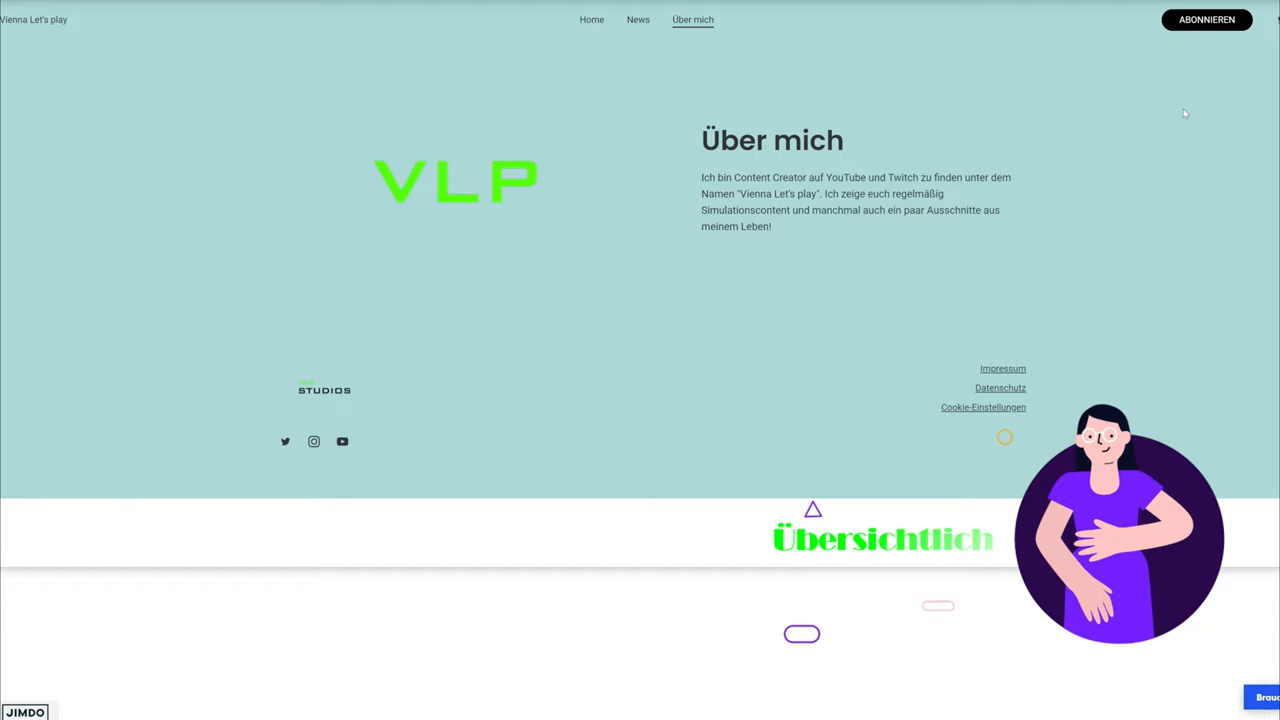 Vienna Let's play
Home
News
Über mich
ABONNIEREN
VLP
Über mich
Ich bin Content Creator auf YouTube und Twitch zu finden unter dem
Namen "Vienna Let's play". Ich zeige euch regelmäßig
Simulationscontent und manchmal auch ein paar Ausschnitte aus
meinem Leben!
STUDIOS
Impressum
Datenschutz
Cookie-Einstellungen
Übersichtlich
JIMDO
Brauc